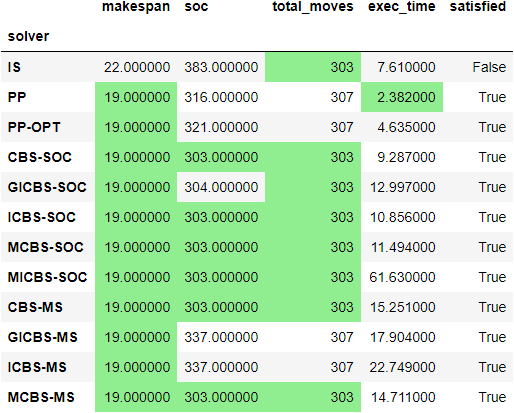 makespan soc total_moves exec_time satisfied
solver
IS 22.000000 383.000000 303 7.610000 False
PP 19.000000 316.000000 307 2.382000 True
PP-OPT 19.000000 321.000000 307 4.635000 True
CBS-SOC 19.000000 303.000000 303 9.287000 True
GICBS-SOC 19.000000 304.000000 303 12.997000 True
ICBS-SOC 19.000000 303.000000 303 10.856000 True
MCBS-SOC 19.000000 303.000000 303 11.494000 True
MICBS-SOC 19.000000 303.000000 303 61.630000 True
CBS-MS 19.000000 303.000000 303 15.251000 True
GICBS-MS 19.000000 337.000000 307 17.904000 True
ICBS-MS 19.000000 337.000000 307 22.749000 True
MCBS-MS 19.000000 303.000000 303 14.711000 True